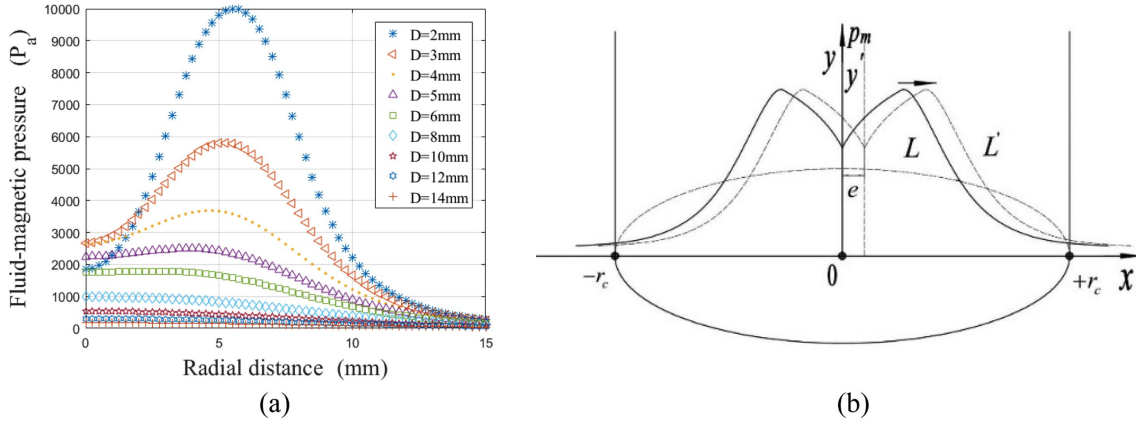 10000
9000
8000
7000
6000
5000
4000
3000
2000
1000
0
Fluid-magnetic pressure (Pa)
D=2mm
D=3mm
D=4mm
D=5mm
D=6mm
D=8mm
D=10mm
D=12mm
D=14mm
0 5 10 15
Radial distance (mm)
(a)
y pm
y'
L L'
e
−rc 0 +rc x
(b)